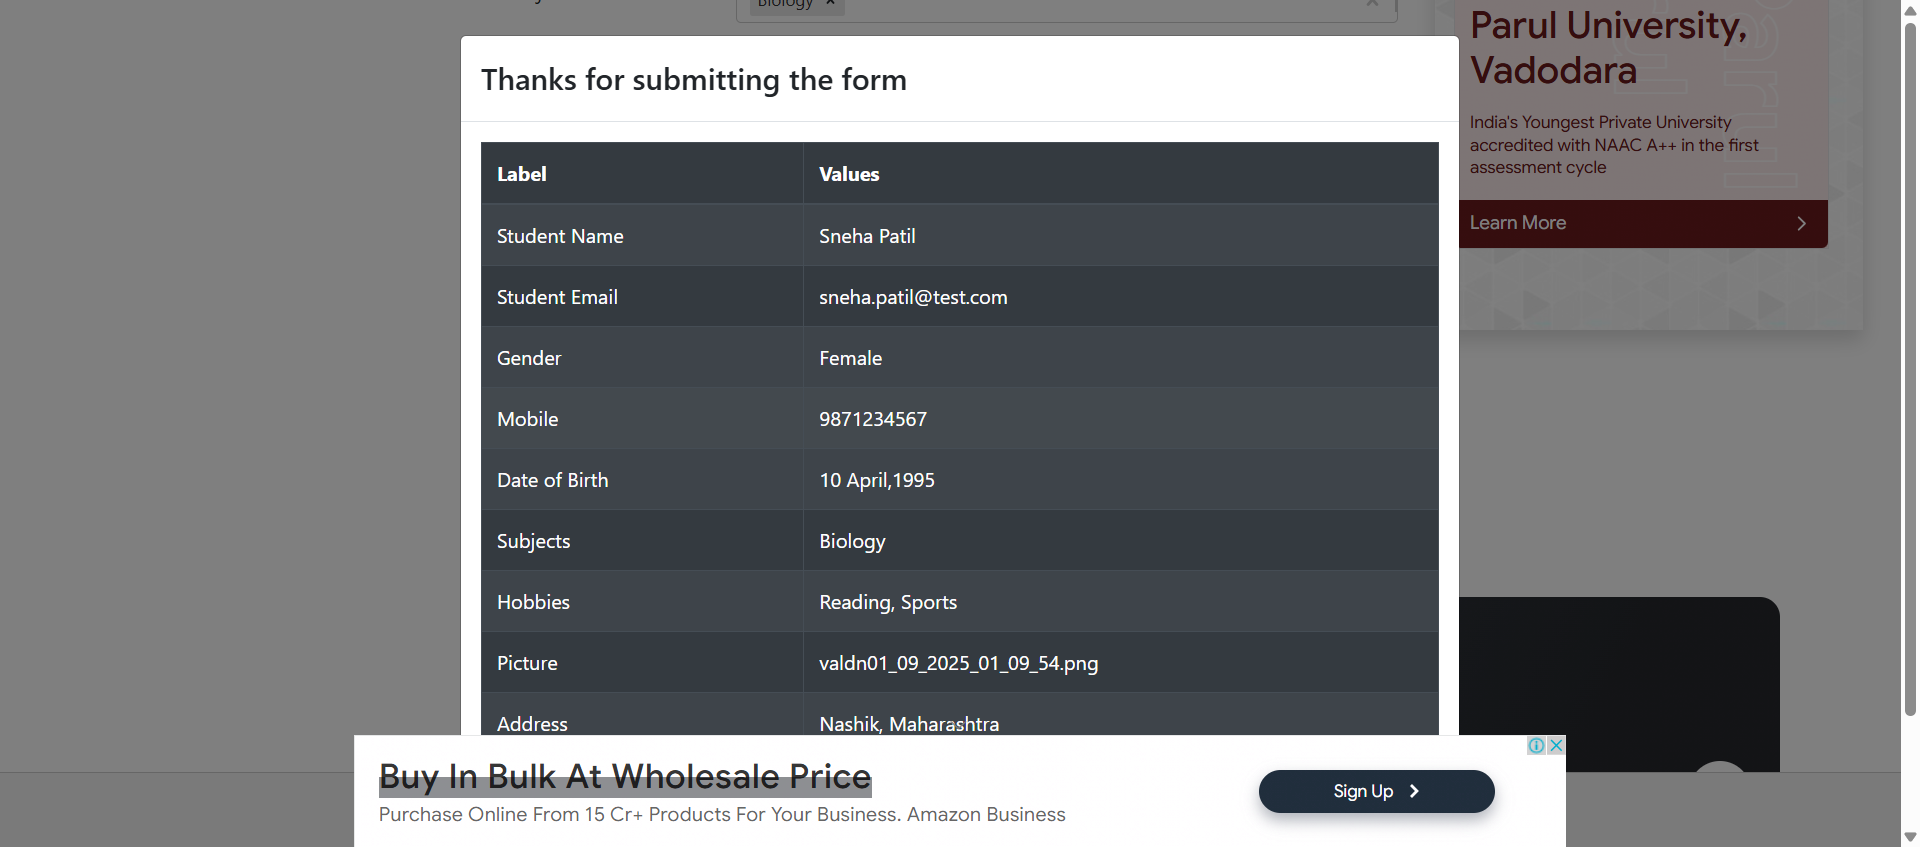 Biology ×
Thanks for submitting the form
Label Values
Student Name Sneha Patil
Student Email sneha.patil@test.com
Gender Female
Mobile 9871234567
Date of Birth 10 April,1995
Subjects Biology
Hobbies Reading, Sports
Picture valdn01_09_2025_01_09_54.png
Address Nashik, Maharashtra
Parul University,
Vadodara
India's Youngest Private University
accredited with NAAC A++ in the first
assessment cycle
Learn More
Buy In Bulk At Wholesale Price
Purchase Online From 15 Cr+ Products For Your Business. Amazon Business
Sign Up